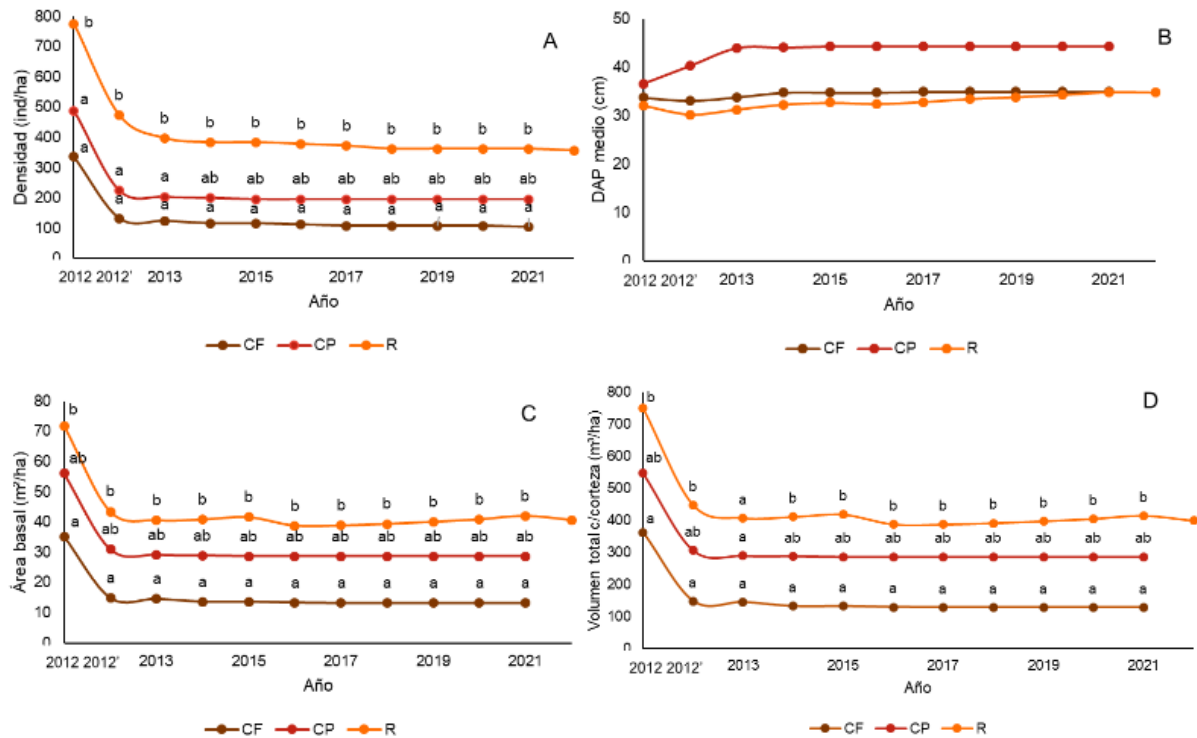 A
Densidad (ind/ha)
800
700
600
500
400
300
200
100
0
b
b
b
b
b
b
b
b
b
b
b
a
a
a
ab
ab
ab
ab
ab
ab
ab
ab
a
a
a
a
a
a
a
a
a
a
a
2012
2012'
2013
2015
2017
2019
2021
Año
CF
CP
R
B
DAP medio (cm)
50
40
30
20
10
0
2012
2012'
2013
2015
2017
2019
2021
Año
CF
CP
R
C
Área basal (m²/ha)
80
70
60
50
40
30
20
10
0
b
b
b
b
b
b
b
b
b
b
b
ab
ab
ab
ab
ab
ab
ab
ab
ab
ab
ab
a
a
a
a
a
a
a
a
a
a
a
2012
2012'
2013
2015
2017
2019
2021
Año
CF
CP
R
D
Volumen total c/corteza (m³/ha)
800
700
600
500
400
300
200
100
0
b
b
a
b
b
b
b
b
b
b
b
ab
ab
a
ab
ab
ab
ab
ab
ab
ab
ab
a
a
a
a
a
a
a
a
a
a
a
2012
2012'
2013
2015
2017
2019
2021
Año
CF
CP
R